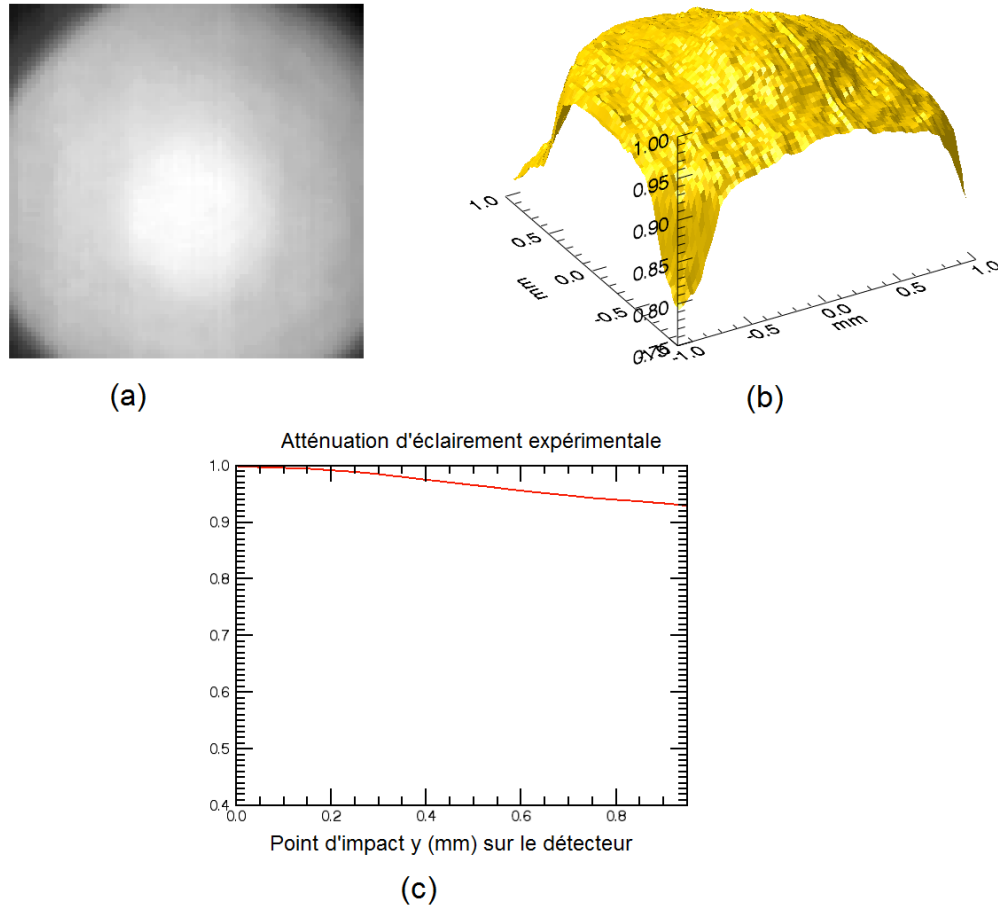 1.00
0.95
0.90
0.85
0.80
0.75
1.0
0.5
0.0
-0.5
-1.0
mm
-1.0
-0.5
0.0
0.5
1.0
mm
(a)
(b)
Atténuation d'éclairement expérimentale
1.0
0.9
0.8
0.7
0.6
0.5
0.4
0.0 0.2 0.4 0.6 0.8
Point d'impact y (mm) sur le détecteur
(c)